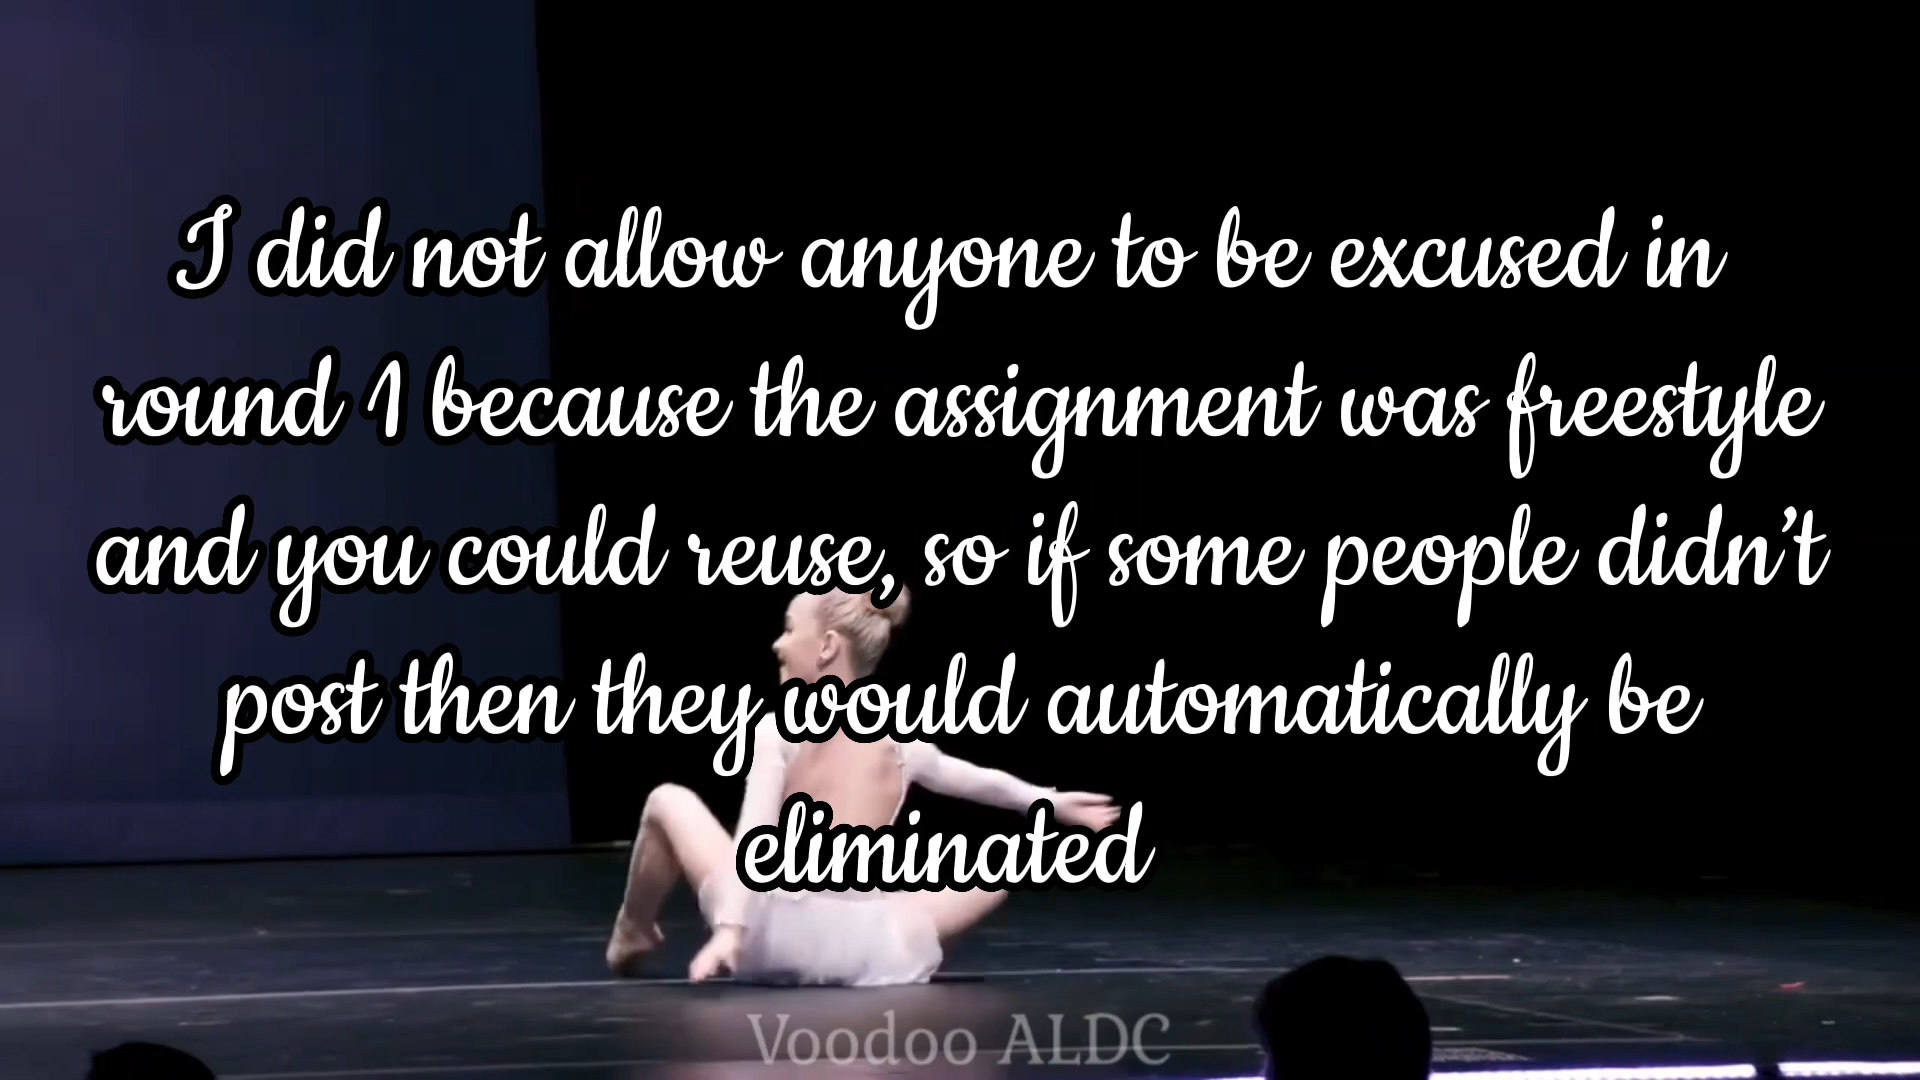 I did not allow anyone to be excused in
round 1 because the assignment was freestyle
and you could reuse, so if some people didn't
post then they would automatically be
eliminated
Voodoo ALDC